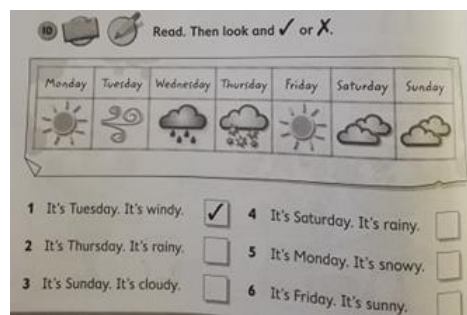 10 Read. Then look and ✓ or ✗.
Monday Tuesday Wednesday Thursday Friday Saturday Sunday
1 It's Tuesday. It's windy. ✓
2 It's Thursday. It's rainy.
3 It's Sunday. It's cloudy.
4 It's Saturday. It's rainy.
5 It's Monday. It's snowy.
6 It's Friday. It's sunny.